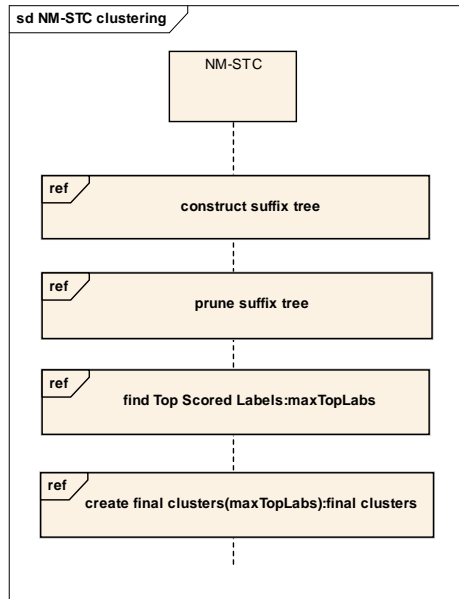 sd NM-STC clustering
NM-STC
ref
construct suffix tree
ref
prune suffix tree
ref
find Top Scored Labels:maxTopLabs
ref
create final clusters(maxTopLabs):final clusters